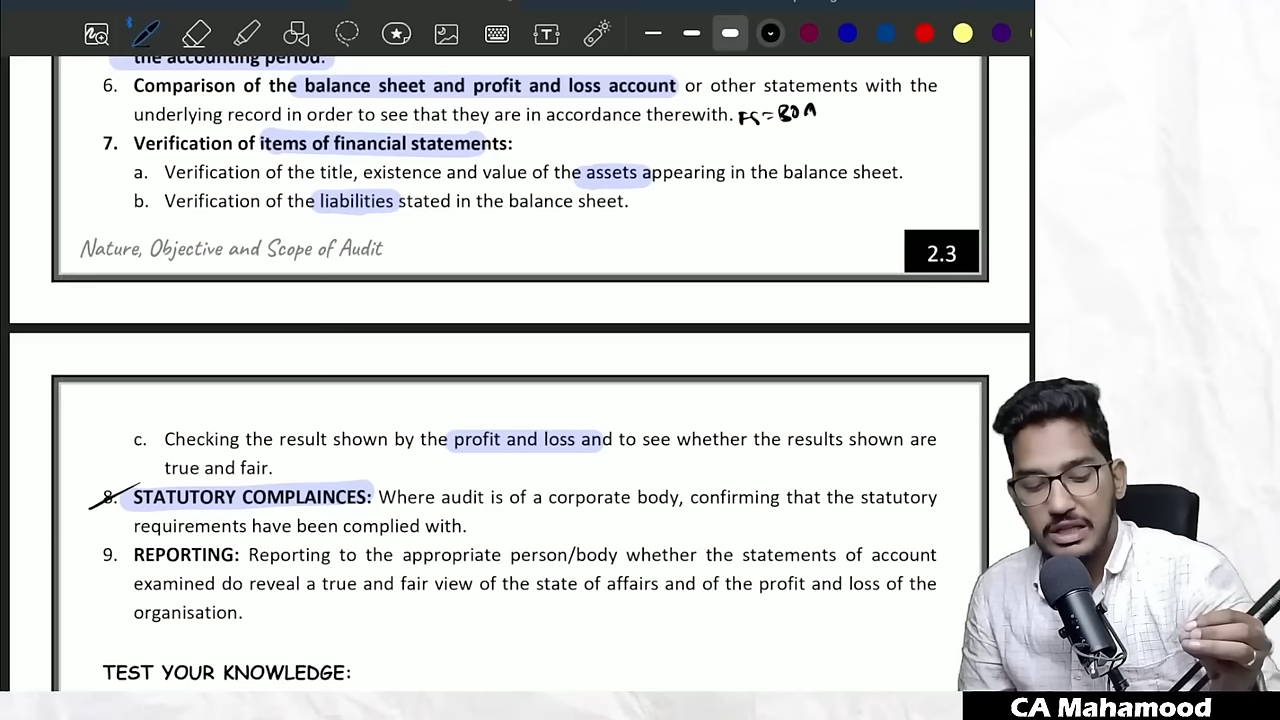 the accounting period.
6. Comparison of the balance sheet and profit and loss account or other statements with the
underlying record in order to see that they are in accordance therewith. FS=BOA
7. Verification of items of financial statements:
a. Verification of the title, existence and value of the assets appearing in the balance sheet.
b. Verification of the liabilities stated in the balance sheet.
Nature, Objective and Scope of Audit
2.3
c. Checking the result shown by the profit and loss and to see whether the results shown are
true and fair.
8. STATUTORY COMPLAINCES: Where audit is of a corporate body, confirming that the statutory
requirements have been complied with.
9. REPORTING: Reporting to the appropriate person/body whether the statements of account
examined do reveal a true and fair view of the state of affairs and of the profit and loss of the
organisation.
TEST YOUR KNOWLEDGE:
CA Mahamood